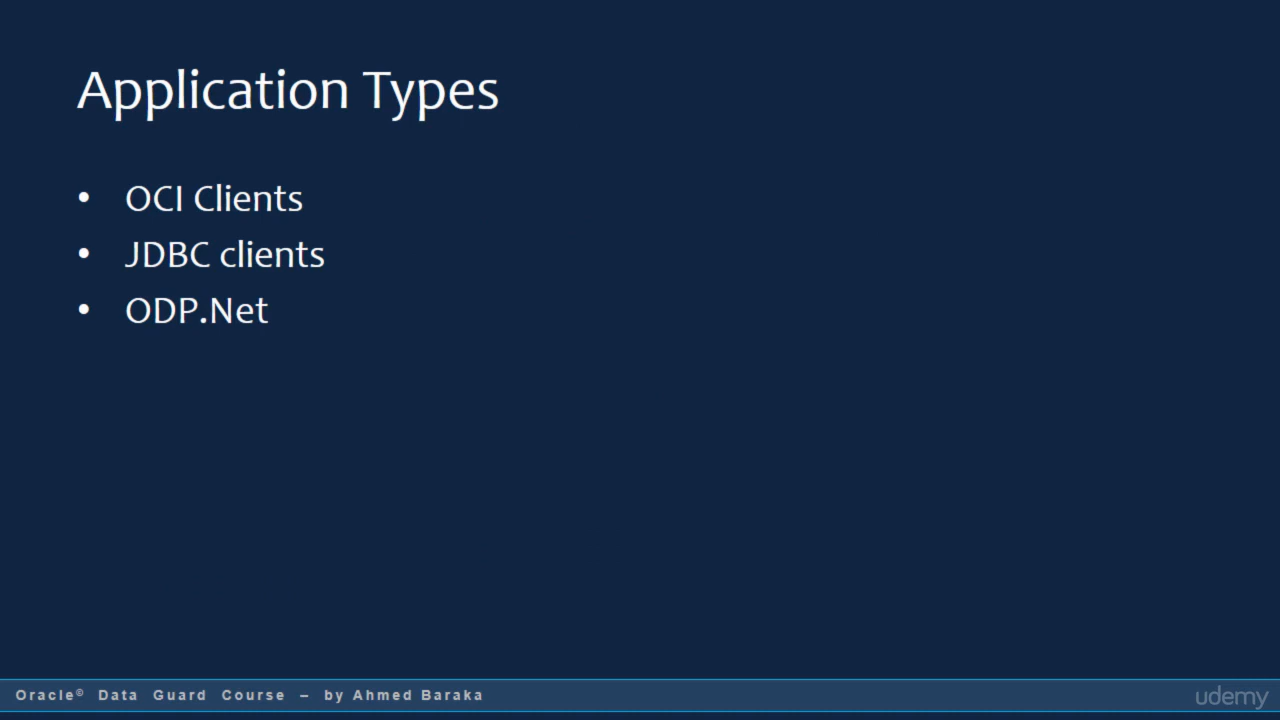 Application Types
• OCI Clients
• JDBC clients
• ODP.Net
Oracle© Data Guard Course – by Ahmed Baraka
udemy